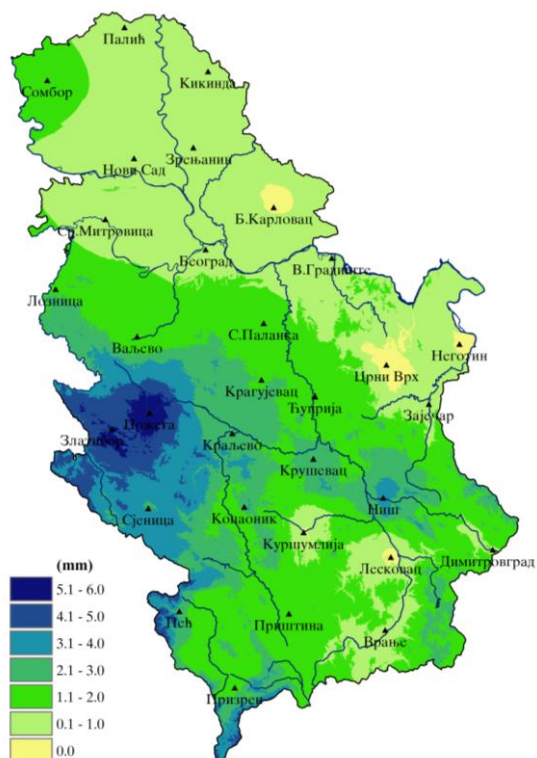 Палић
Сомбор
Кикинда
Зрењанин
Нови Сад
Б.Карловац
Ср.Митровица
Београд
В.Градиште
Лозница
Ваљево
С.Паланка
Неготин
Црни Врх
Крагујевац
Ћуприја
Зајечар
Пожега
Златибор
Краљево
Крушевац
Ниш
Сјеница
Копаоник
Куршумлија
Димитровград
Лесковац
Пећ
Приштина
Врање
Призрен
(mm)
5.1 - 6.0
4.1 - 5.0
3.1 - 4.0
2.1 - 3.0
1.1 - 2.0
0.1 - 1.0
0.0